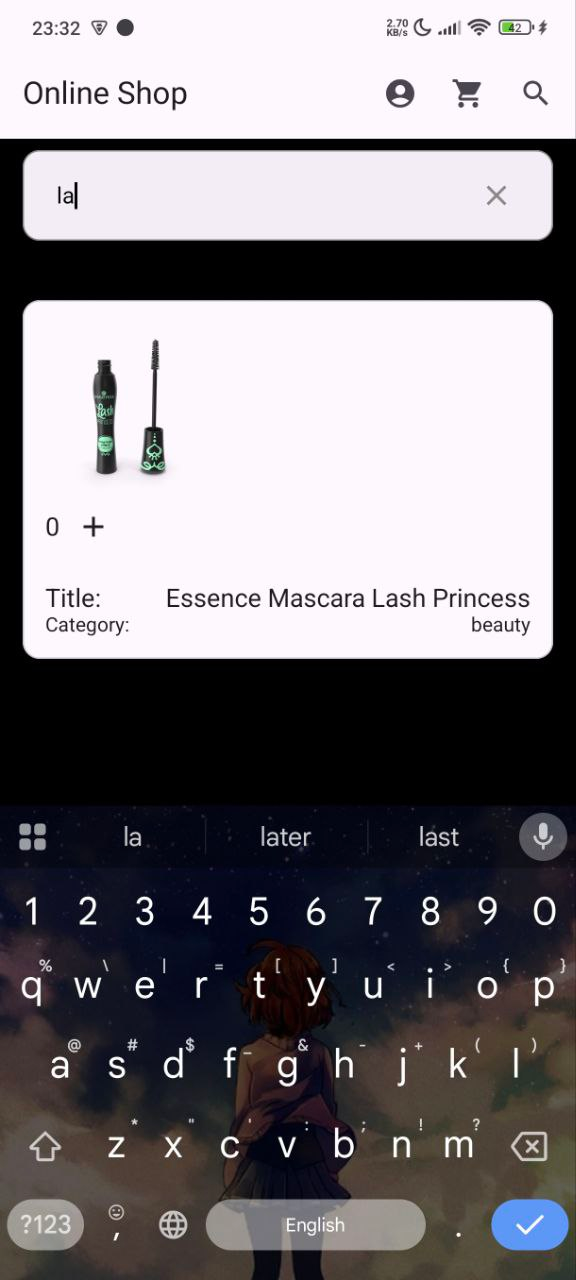 23:32 2.70 KB/s 42
Online Shop
la
Lash
0 +
Title: Essence Mascara Lash Princess
Category: beauty
la later last
1 2 3 4 5 6 7 8 9 0
% \ | = [ ] < > { }
q w e r t y u i o p
@ # $ _ & - + ( )
a s d f g h j k l
* " ' : ; ! ?
z x c v b n m
?123 , English .